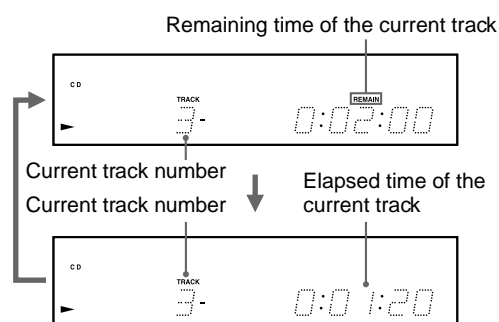 Remaining time of the current track
CD
TRACK
REMAIN
3-
0:02:00
Current track number
Elapsed time of the
current track
Current track number
CD
TRACK
3-
0:01:20